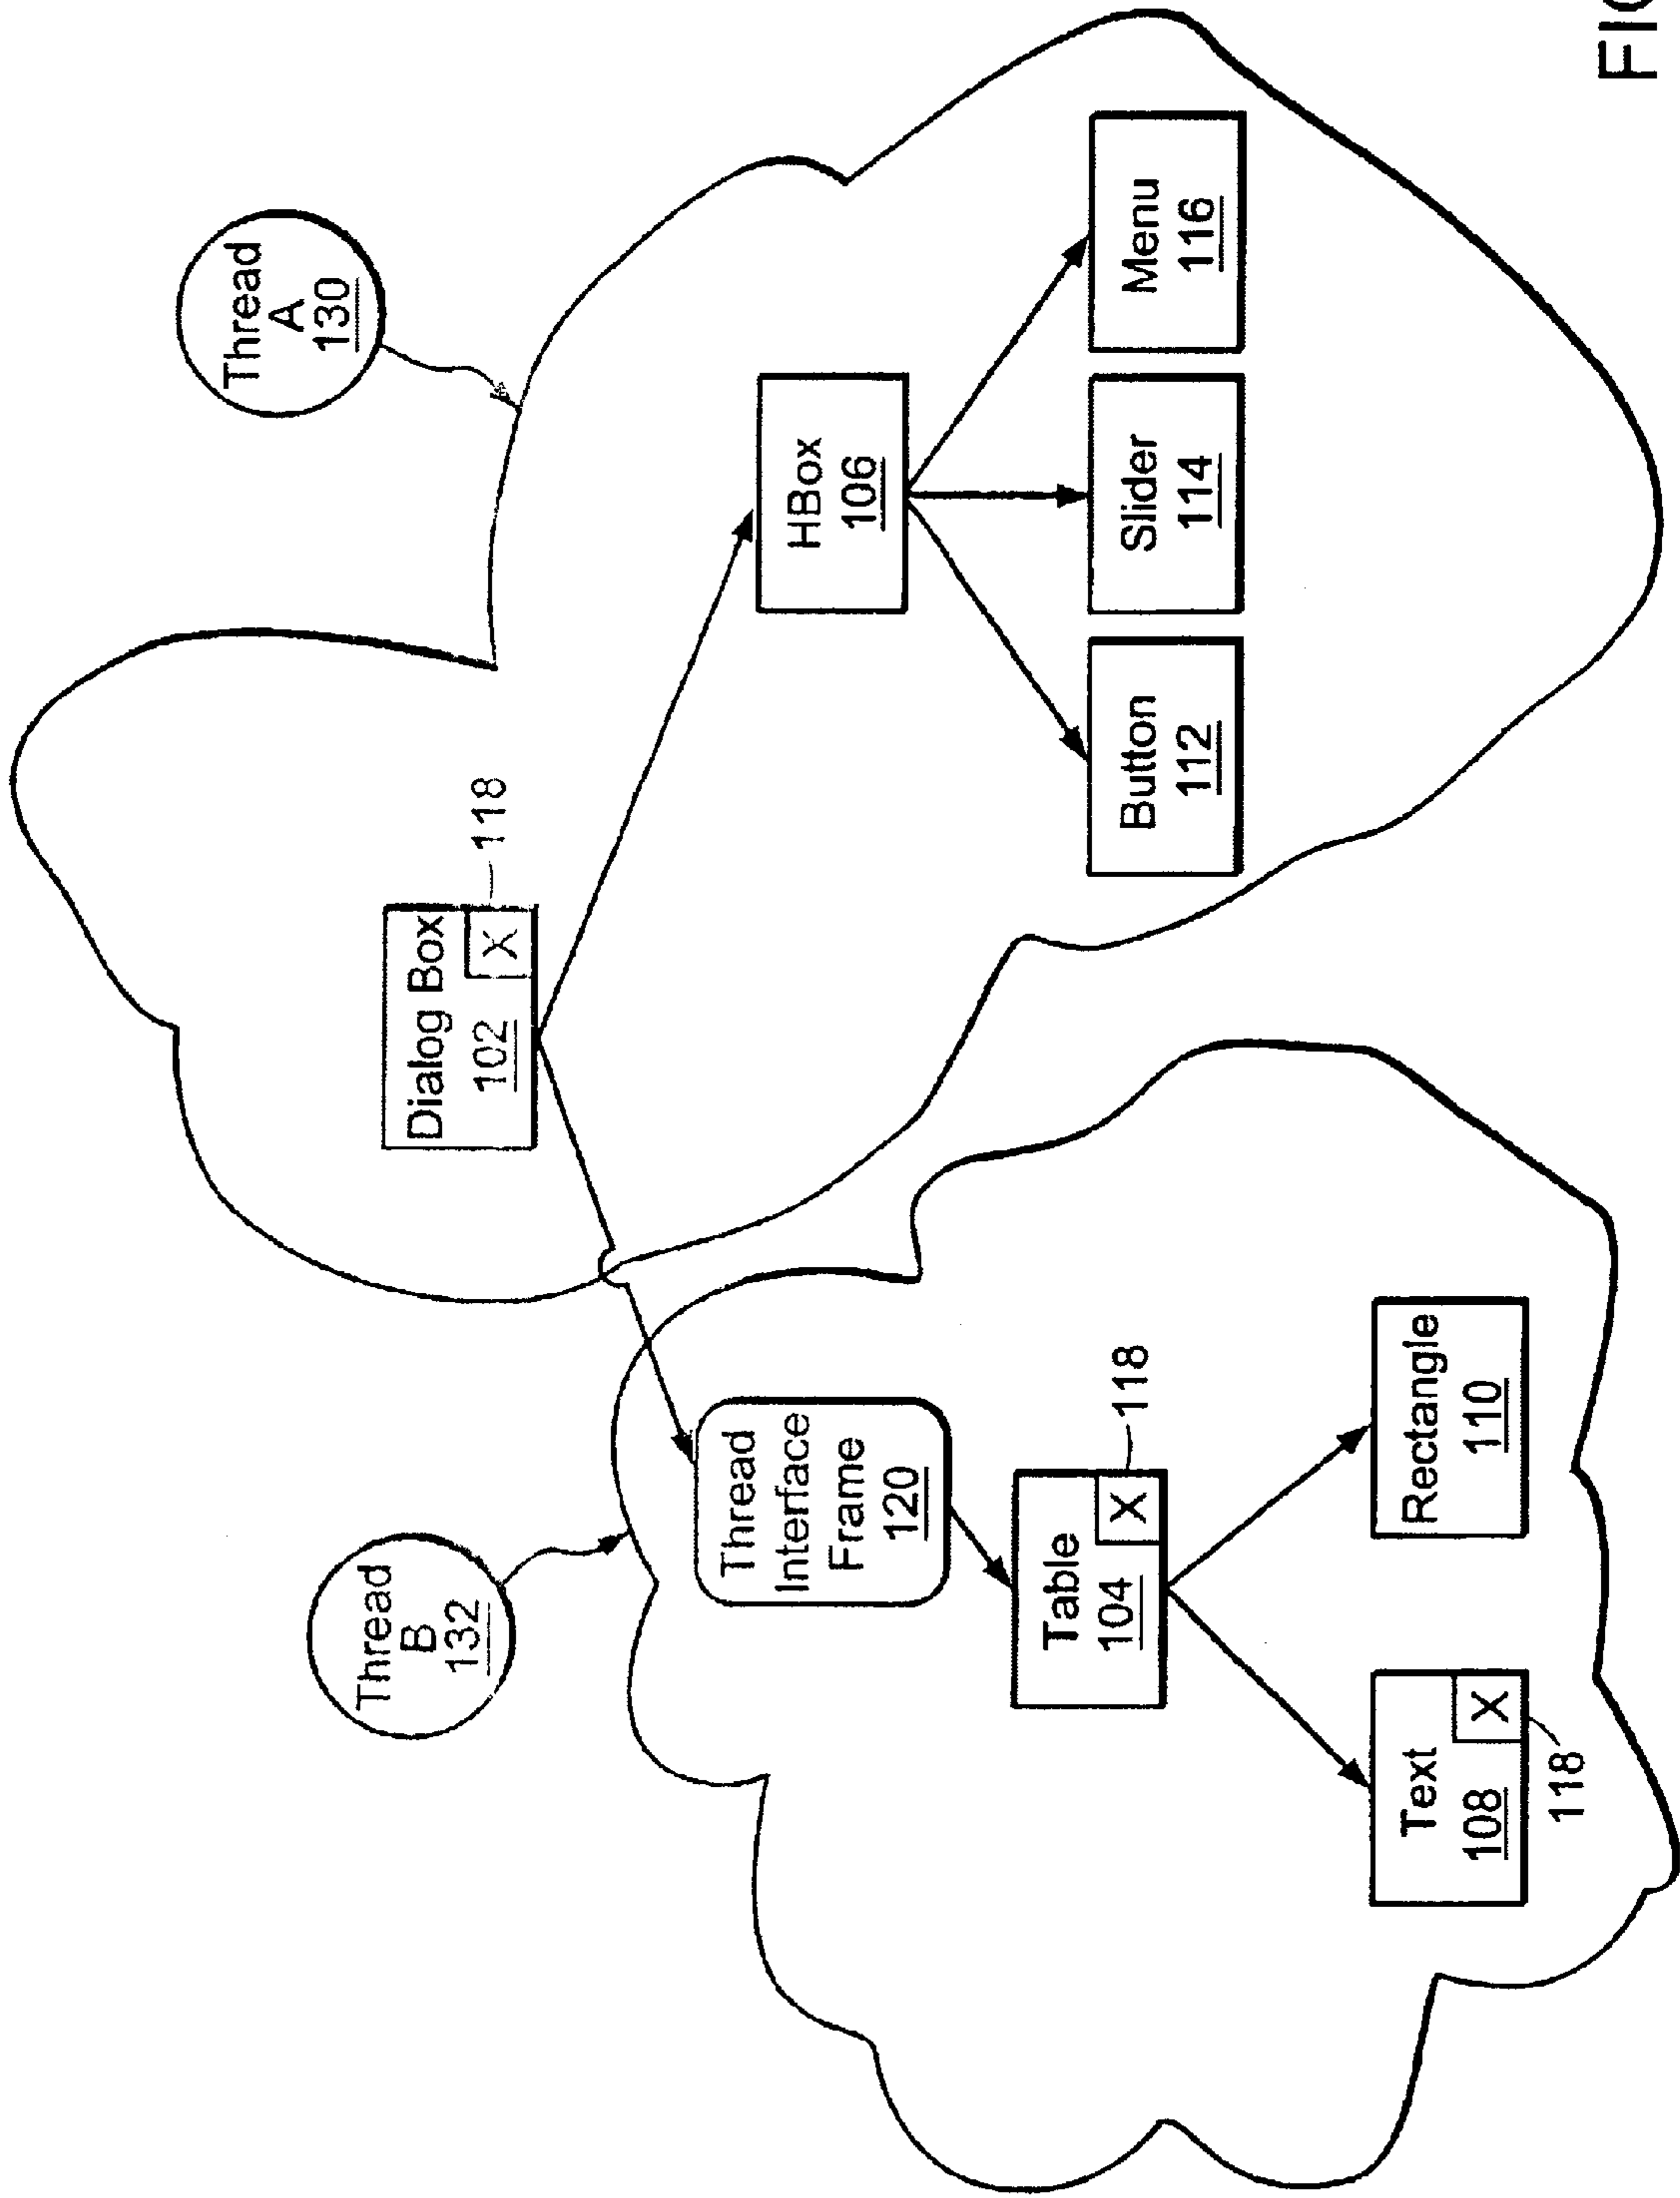 Thread
A
130
Thread
B
132
Dialog Box
102
X
118
Thread
Interface
Frame
120
HBox
106
Table
104
X
118
Button
112
Slider
114
Menu
116
Text
108
X
118
Rectangle
110